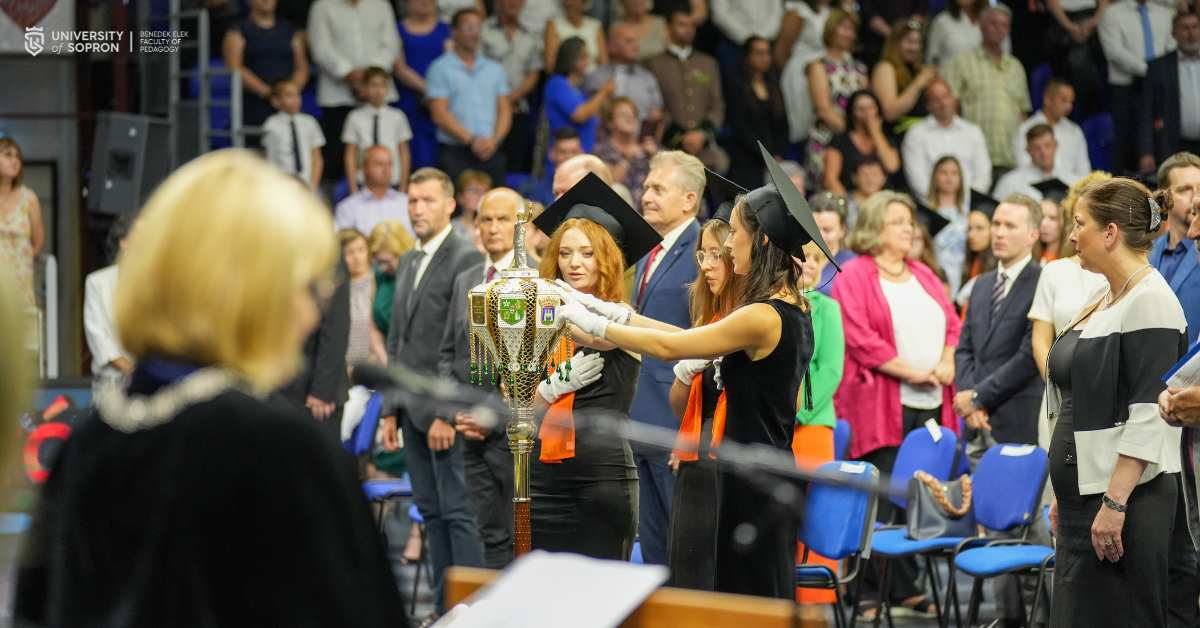 UNIVERSITY
of SOPRON
BENEDEK ELEK
FACULTY OF
PEDAGOGY